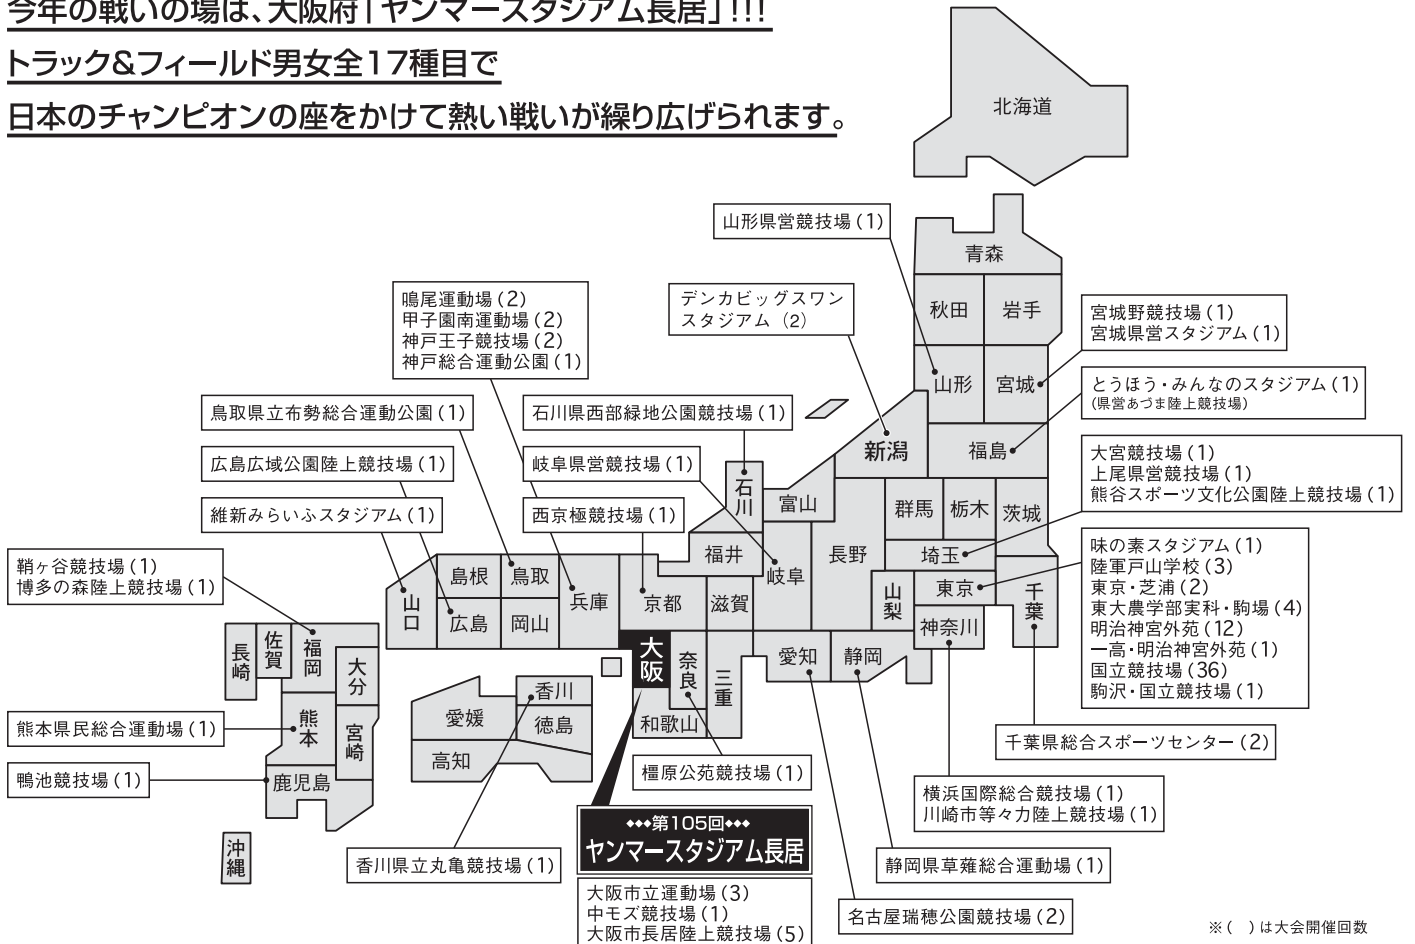 今年の戦いの場は、大阪府「ヤンマースタジアム長居」!!!
トラック&フィールド男女全17種目で
日本のチャンピオンの座をかけて熱い戦いが繰り広げられます。
北海道
山形県営競技場(1)
青森
鳴尾運動場(2)
甲子園南運動場(2)
神戸王子競技場(2)
神戸総合運動公園(1)
デンカビッグスワン
スタジアム(2)
秋田
岩手
宮城野競技場(1)
宮城県営スタジアム(1)
山形
宮城
とうほう・みんなのスタジアム(1)
(県営あづま陸上競技場)
鳥取県立布勢総合運動公園(1)
石川県西部緑地公園競技場(1)
新潟
福島
広島広域公園陸上競技場(1)
岐阜県営競技場(1)
大宮競技場(1)
上尾県営競技場(1)
熊谷スポーツ文化公園陸上競技場(1)
維新みらいふスタジアム(1)
西京極競技場(1)
石川
富山
群馬
栃木
茨城
福井
長野
埼玉
鞘ヶ谷競技場(1)
博多の森陸上競技場(1)
島根
鳥取
兵庫
京都
滋賀
岐阜
山梨
東京
千葉
味の素スタジアム(1)
陸軍戸山学校(3)
東京・芝浦(2)
東大農学部実科・駒場(4)
明治神宮外苑(12)
一高・明治神宮外苑(1)
国立競技場(36)
駒沢・国立競技場(1)
山口
広島
岡山
神奈川
長崎
佐賀
福岡
大分
大阪
奈良
三重
愛知
静岡
香川
愛媛
徳島
和歌山
高知
熊本
宮崎
熊本県民総合運動場(1)
千葉県総合スポーツセンター(2)
鴨池競技場(1)
鹿児島
橿原公苑競技場(1)
横浜国際総合競技場(1)
川崎市等々力陸上競技場(1)
沖縄
香川県立丸亀競技場(1)
◆◆◆第105回◆◆◆
ヤンマースタジアム長居
静岡県草薙総合運動場(1)
大阪市立運動場(3)
中モズ競技場(1)
大阪市長居陸上競技場(5)
名古屋瑞穂公園競技場(2)
※( )は大会開催回数